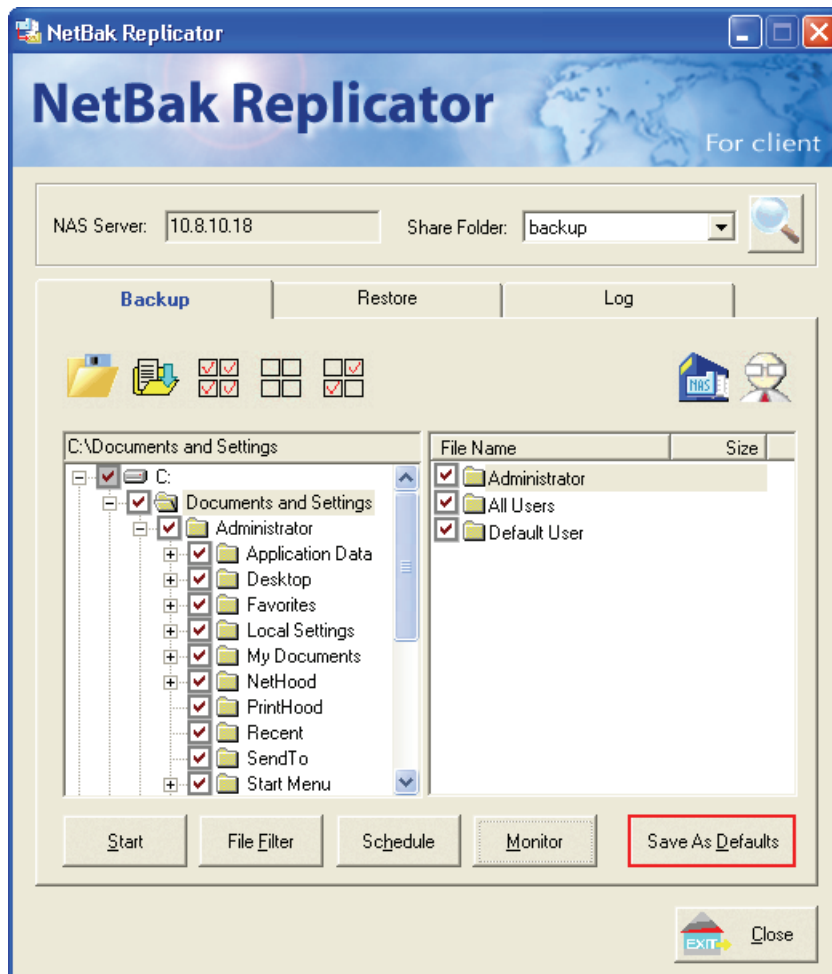 NetBak Replicator
NetBak Replicator
For client
NAS Server: 10.8.10.18 Share Folder: backup
Backup Restore Log
NAS
C:\Documents and Settings
C:
Documents and Settings
Administrator
Application Data
Desktop
Favorites
Local Settings
My Documents
NetHood
PrintHood
Recent
SendTo
Start Menu
File Name Size
Administrator
All Users
Default User
Start File Filter Schedule Monitor Save As Defaults
EXIT Close